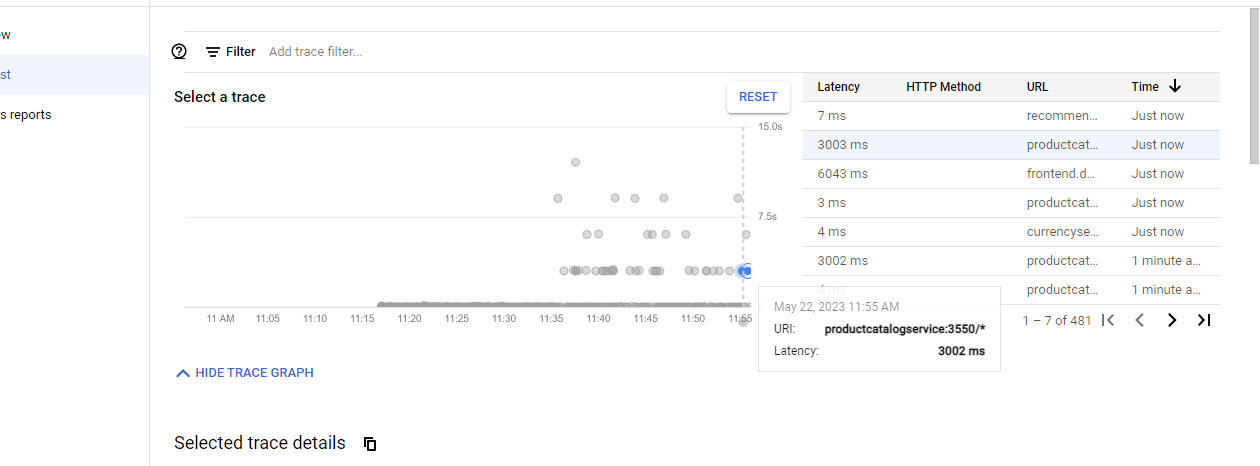 w
Filter Add trace filter...
st
Select a trace
RESET
Latency HTTP Method URL Time
s reports
7 ms recommen... Just now
15.0s
3003 ms productcat... Just now
6043 ms frontend.d... Just now
3 ms productcat... Just now
7.5s
4 ms currencyse... Just now
3002 ms productcat... 1 minute a...
4 ms productcat... 1 minute a...
11 AM 11:05 11:10 11:15 11:20 11:25 11:30 11:35 11:40 11:45 11:50 11:55
1 – 7 of 481
May 22, 2023 11:55 AM
URI: productcatalogservice:3550/*
Latency: 3002 ms
HIDE TRACE GRAPH
Selected trace details